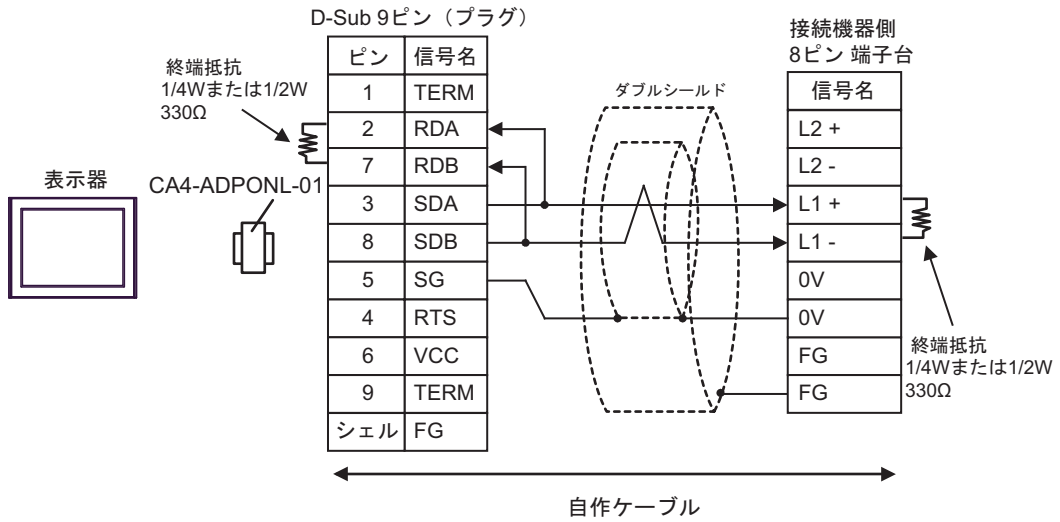 D-Sub 9ピン（プラグ）
ピン 信号名
1 TERM
2 RDA
7 RDB
3 SDA
8 SDB
5 SG
4 RTS
6 VCC
9 TERM
シェル FG
終端抵抗
1/4Wまたは1/2W
330Ω
表示器
CA4-ADPONL-01
ダブルシールド
接続機器側
8ピン 端子台
信号名
L2 +
L2 -
L1 +
L1 -
0V
0V
FG
FG
終端抵抗
1/4Wまたは1/2W
330Ω
自作ケーブル